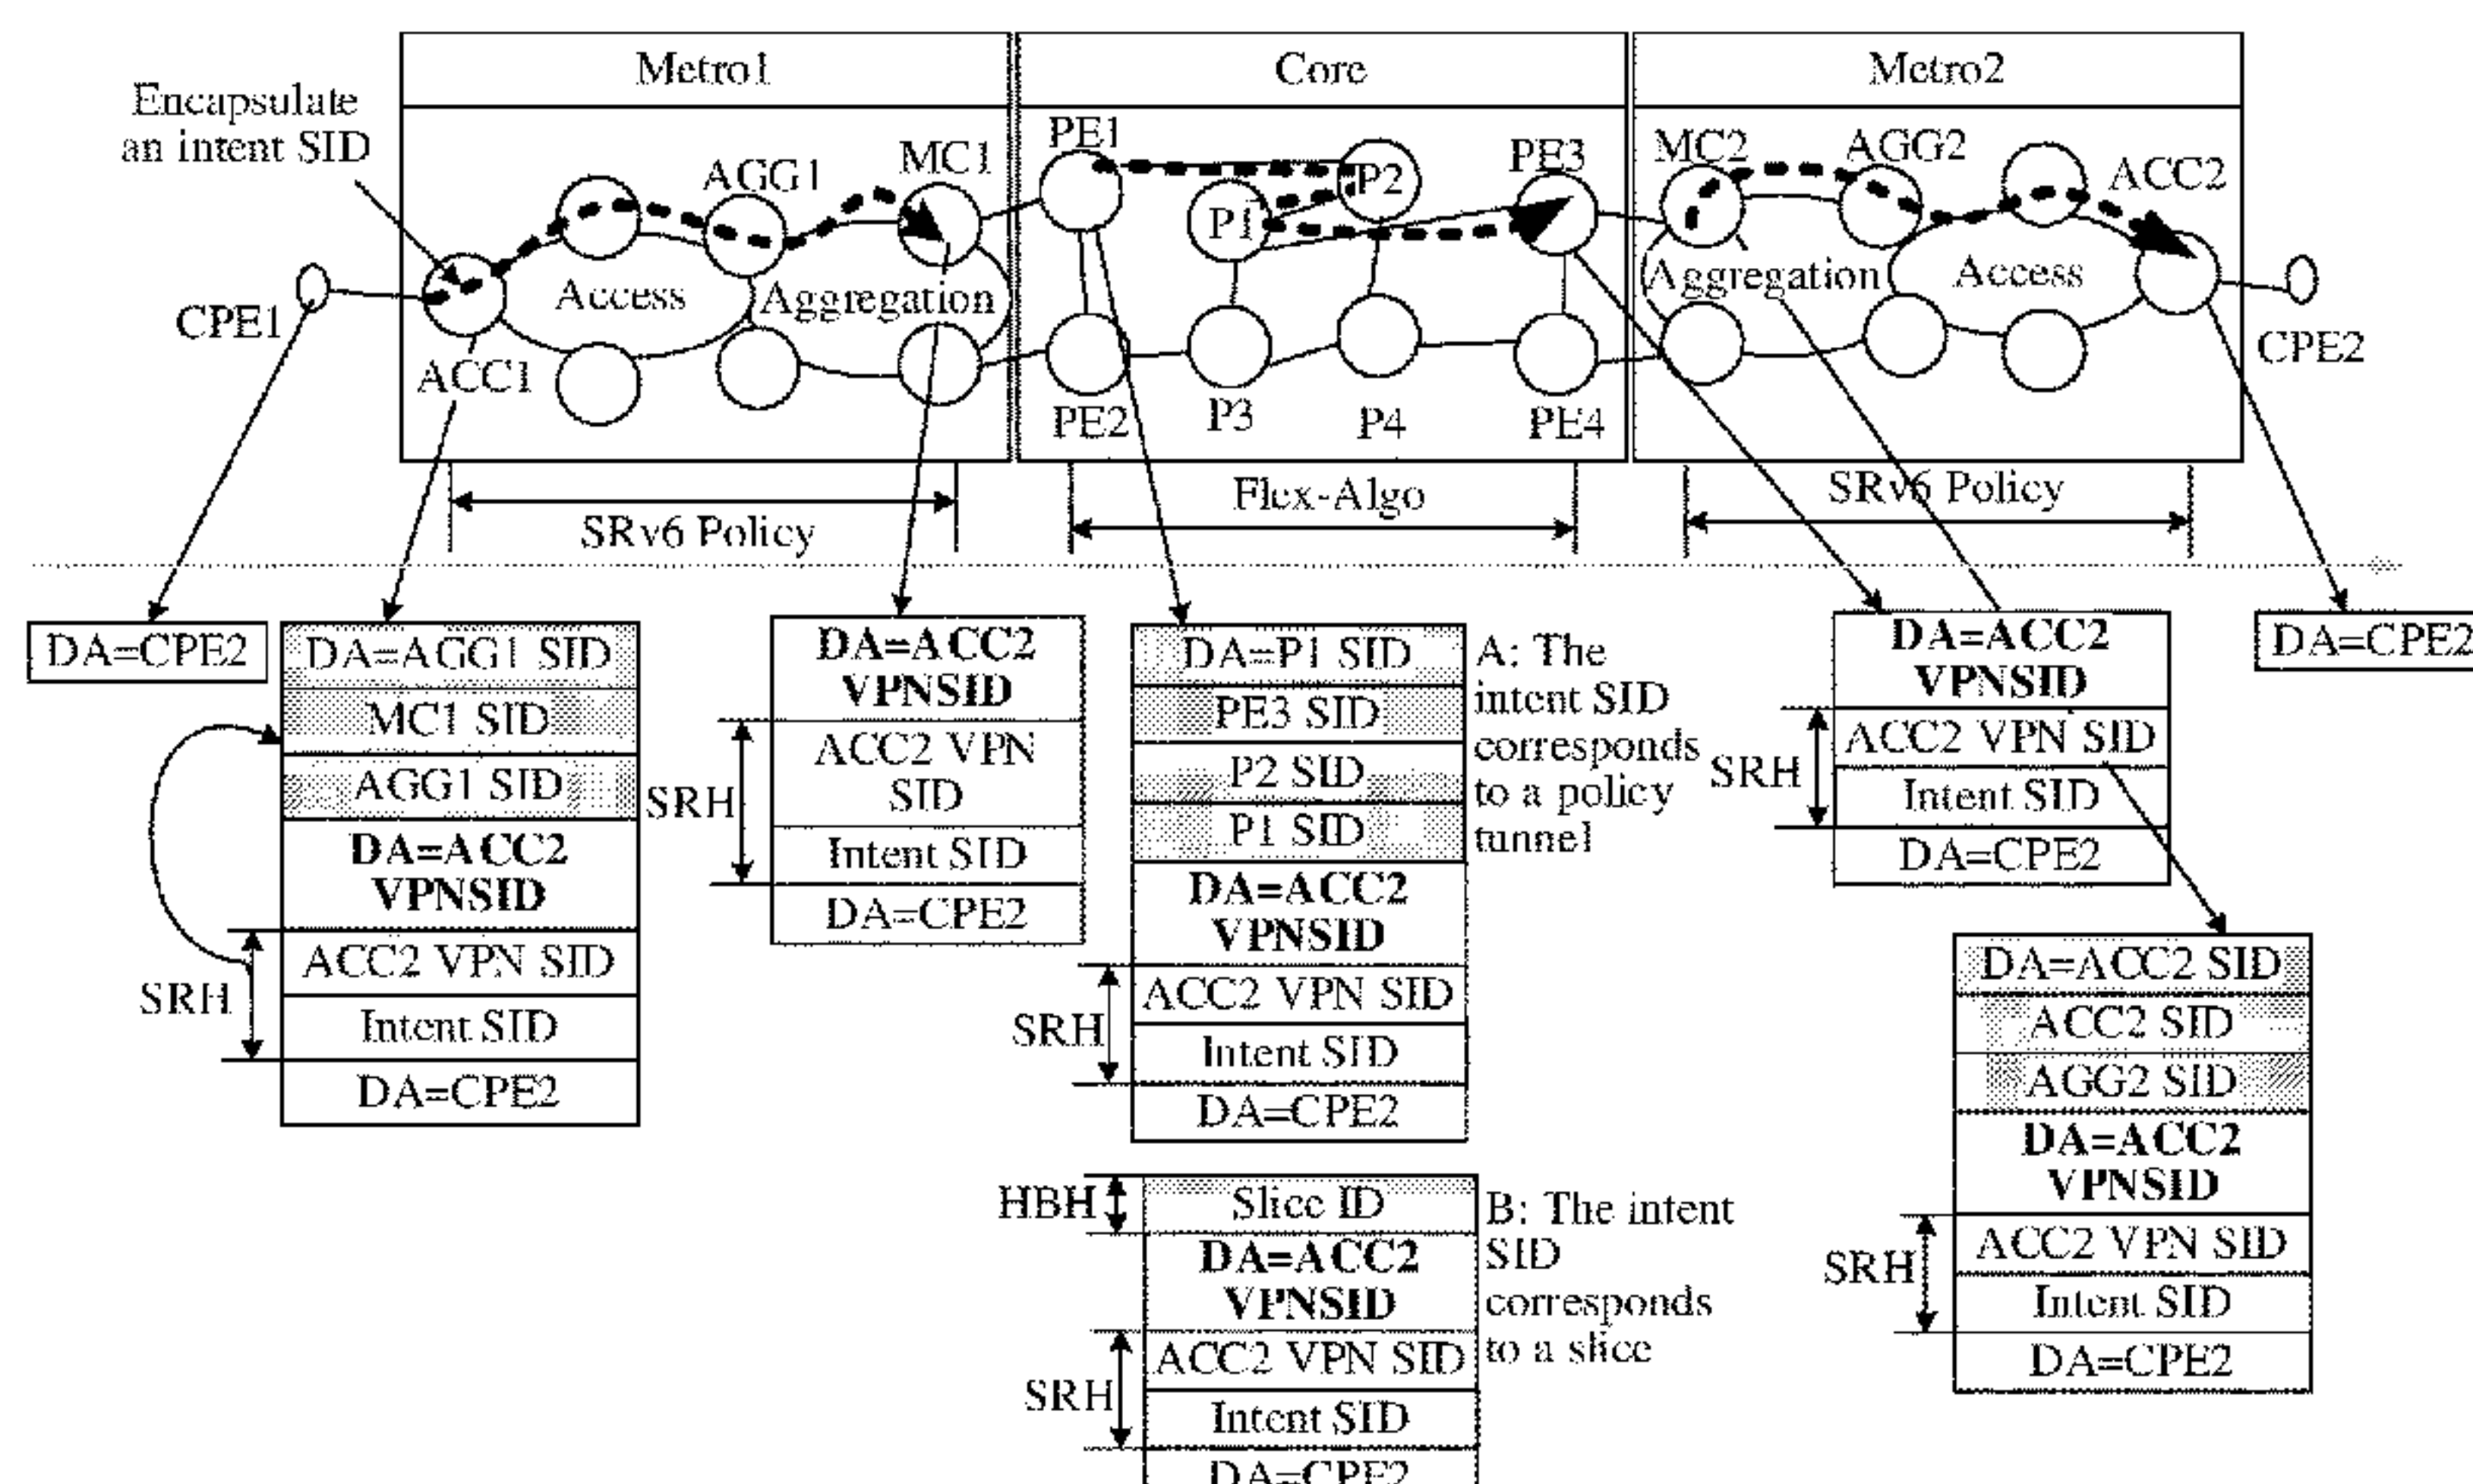 Metro1
Core
Metro2
Encapsulate
an intent SID
PE1
MC1
AGG1
P2
P1
PE3
MC2
AGG2
ACC2
CPE1
Access
Aggregation
Aggregation
Access
CPE2
ACC1
PE2
P3
P4
PE4
SRv6 Policy
Flex-Algo
SRv6 Policy
DA=CPE2
DA=AGG1 SID
MC1 SID
AGG1 SID
DA=ACC2
VPNSID
SRH
ACC2 VPN SID
Intent SID
DA=CPE2
DA=ACC2
VPNSID
SRH
ACC2 VPN
SID
Intent SID
DA=CPE2
DA=P1 SID
PE3 SID
P2 SID
P1 SID
DA=ACC2
VPNSID
SRH
ACC2 VPN SID
Intent SID
DA=CPE2
A: The
intent SID
corresponds
to a policy
tunnel
HBH
Slice ID
DA=ACC2
VPNSID
SRH
ACC2 VPN SID
Intent SID
DA=CPE2
B: The intent
SID
corresponds
to a slice
DA=ACC2
VPNSID
SRH
ACC2 VPN SID
Intent SID
DA=CPE2
DA=ACC2 SID
ACC2 SID
AGG2 SID
DA=ACC2
VPNSID
SRH
ACC2 VPN SID
Intent SID
DA=CPE2
DA=CPE2